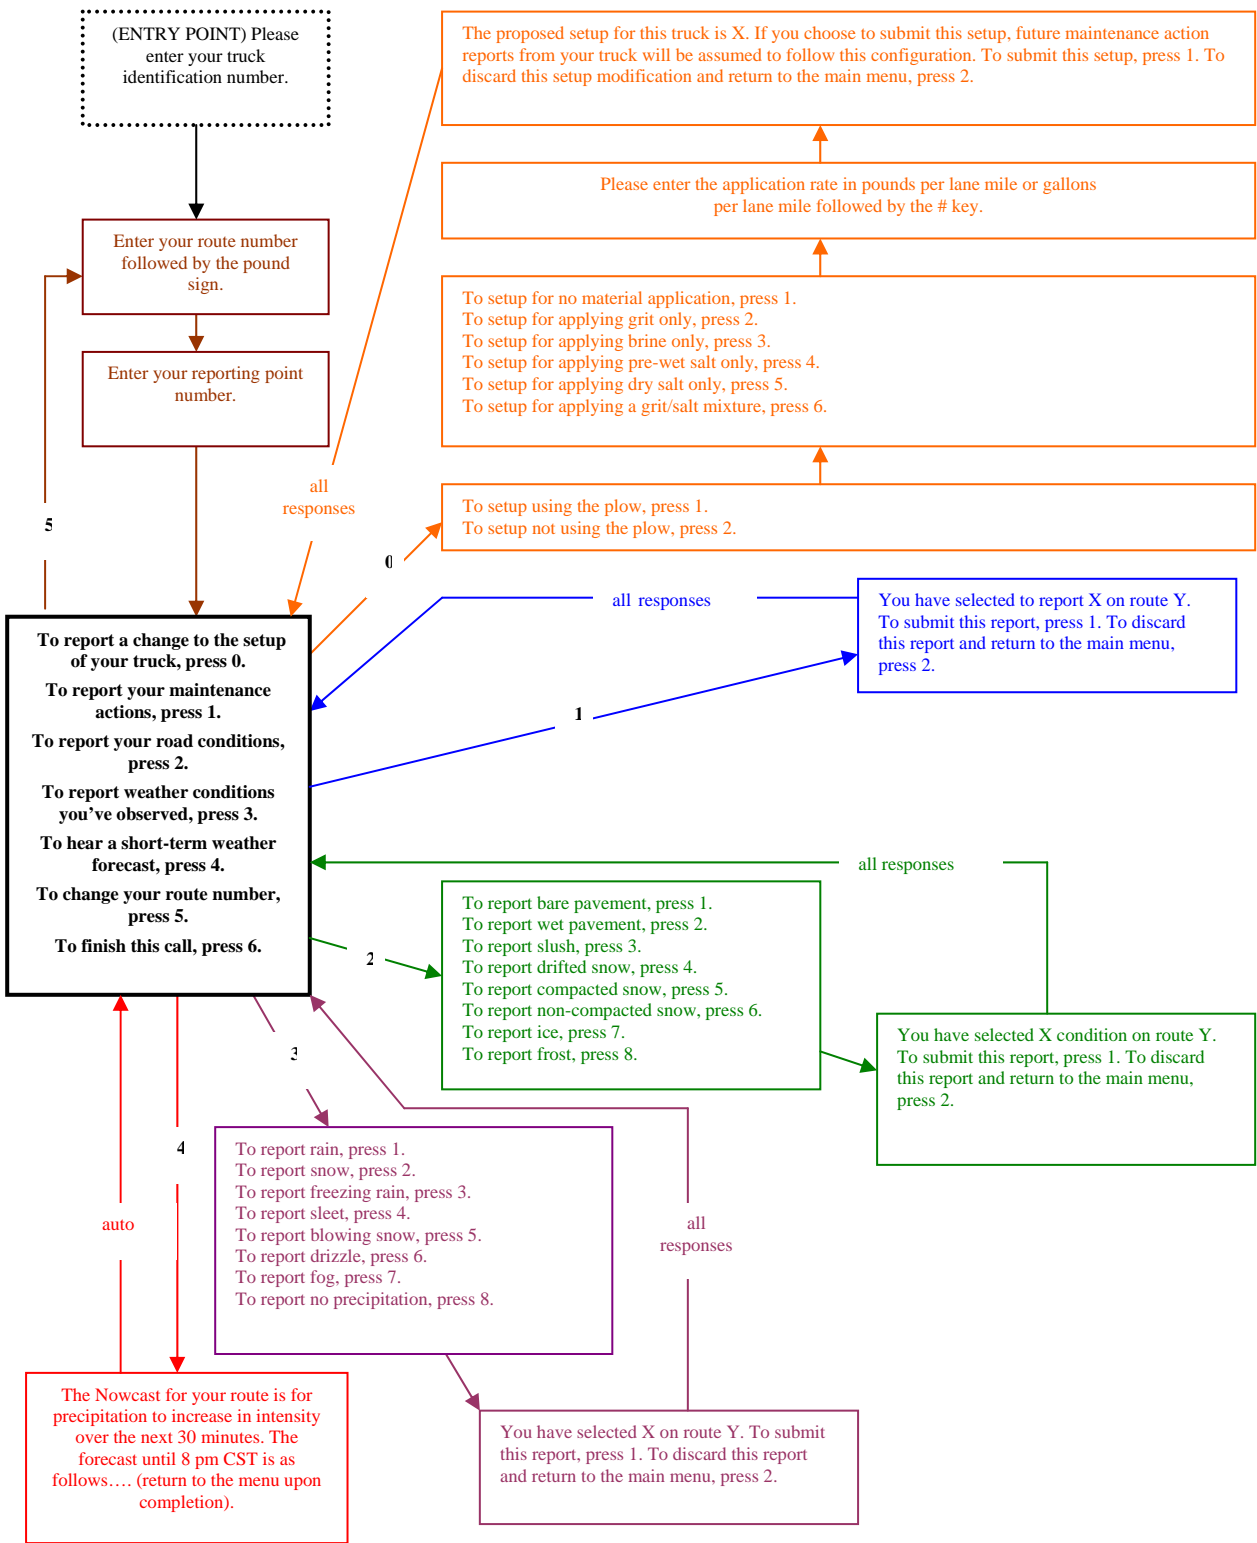 (ENTRY POINT) Please
enter your truck
identification number.
The proposed setup for this truck is X. If you choose to submit this setup, future maintenance action
reports from your truck will be assumed to follow this configuration. To submit this setup, press 1. To
discard this setup modification and return to the main menu, press 2.
Please enter the application rate in pounds per lane mile or gallons
per lane mile followed by the # key.
Enter your route number
followed by the pound
sign.
To setup for no material application, press 1.
To setup for applying grit only, press 2.
To setup for applying brine only, press 3.
To setup for applying pre-wet salt only, press 4.
To setup for applying dry salt only, press 5.
To setup for applying a grit/salt mixture, press 6.
Enter your reporting point
number.
all
responses
To setup using the plow, press 1.
To setup not using the plow, press 2.
5
0
all responses
You have selected to report X on route Y.
To submit this report, press 1. To discard
this report and return to the main menu,
press 2.
To report a change to the setup
of your truck, press 0.
To report your maintenance
actions, press 1.
To report your road conditions,
press 2.
To report weather conditions
you've observed, press 3.
To hear a short-term weather
forecast, press 4.
To change your route number,
press 5.
To finish this call, press 6.
1
all responses
2
To report bare pavement, press 1.
To report wet pavement, press 2.
To report slush, press 3.
To report drifted snow, press 4.
To report compacted snow, press 5.
To report non-compacted snow, press 6.
To report ice, press 7.
To report frost, press 8.
You have selected X condition on route Y.
To submit this report, press 1. To discard
this report and return to the main menu,
press 2.
3
4
To report rain, press 1.
To report snow, press 2.
To report freezing rain, press 3.
To report sleet, press 4.
To report blowing snow, press 5.
To report drizzle, press 6.
To report fog, press 7.
To report no precipitation, press 8.
auto
all
responses
The Nowcast for your route is for
precipitation to increase in intensity
over the next 30 minutes. The
forecast until 8 pm CST is as
follows…. (return to the menu upon
completion).
You have selected X on route Y. To submit
this report, press 1. To discard this report
and return to the main menu, press 2.